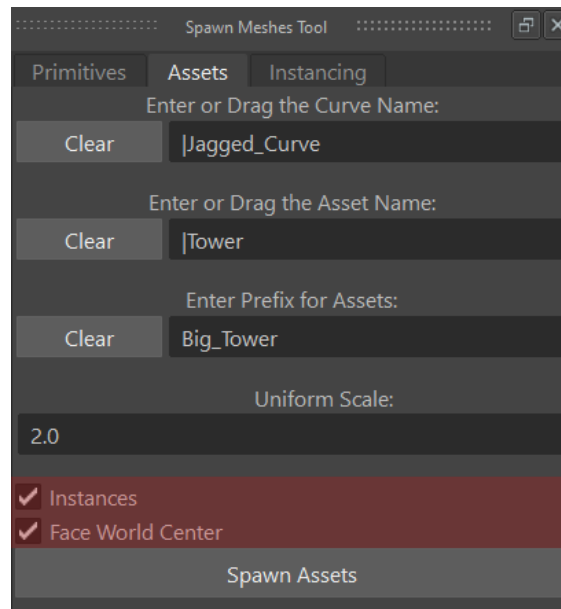 Spawn Meshes Tool
Primitives Assets Instancing
Enter or Drag the Curve Name:
Clear |Jagged_Curve
Enter or Drag the Asset Name:
Clear |Tower
Enter Prefix for Assets:
Clear Big_Tower
Uniform Scale:
2.0
Instances
Face World Center
Spawn Assets